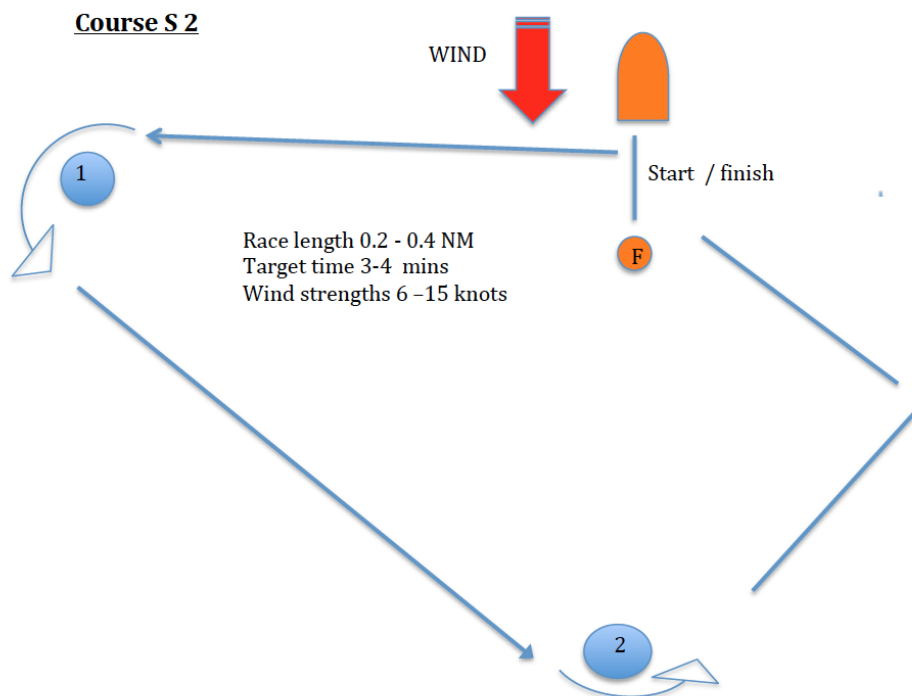 Course S 2
WIND
1
Start / finish
F
Race length 0.2 - 0.4 NM
Target time 3-4 mins
Wind strengths 6 –15 knots
2